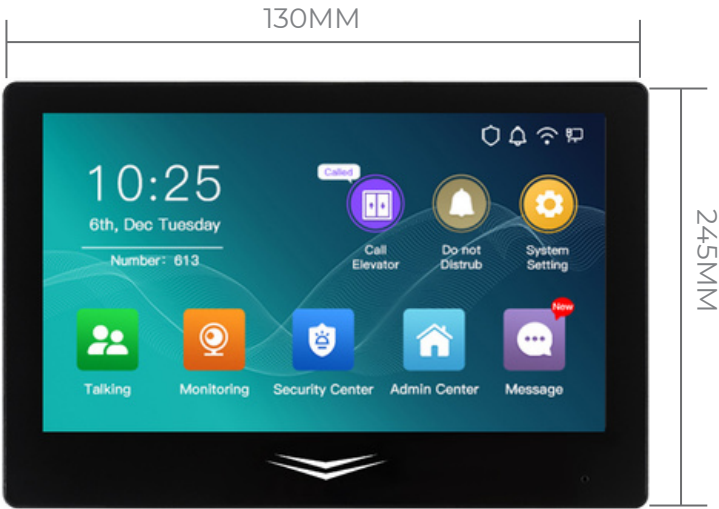 130MM
10:25
6th, Dec Tuesday
Number: 613
Called
Call
Elevator
Do not
Distrub
System
Setting
New
Talking
Monitoring
Security Center
Admin Center
Message
245MM